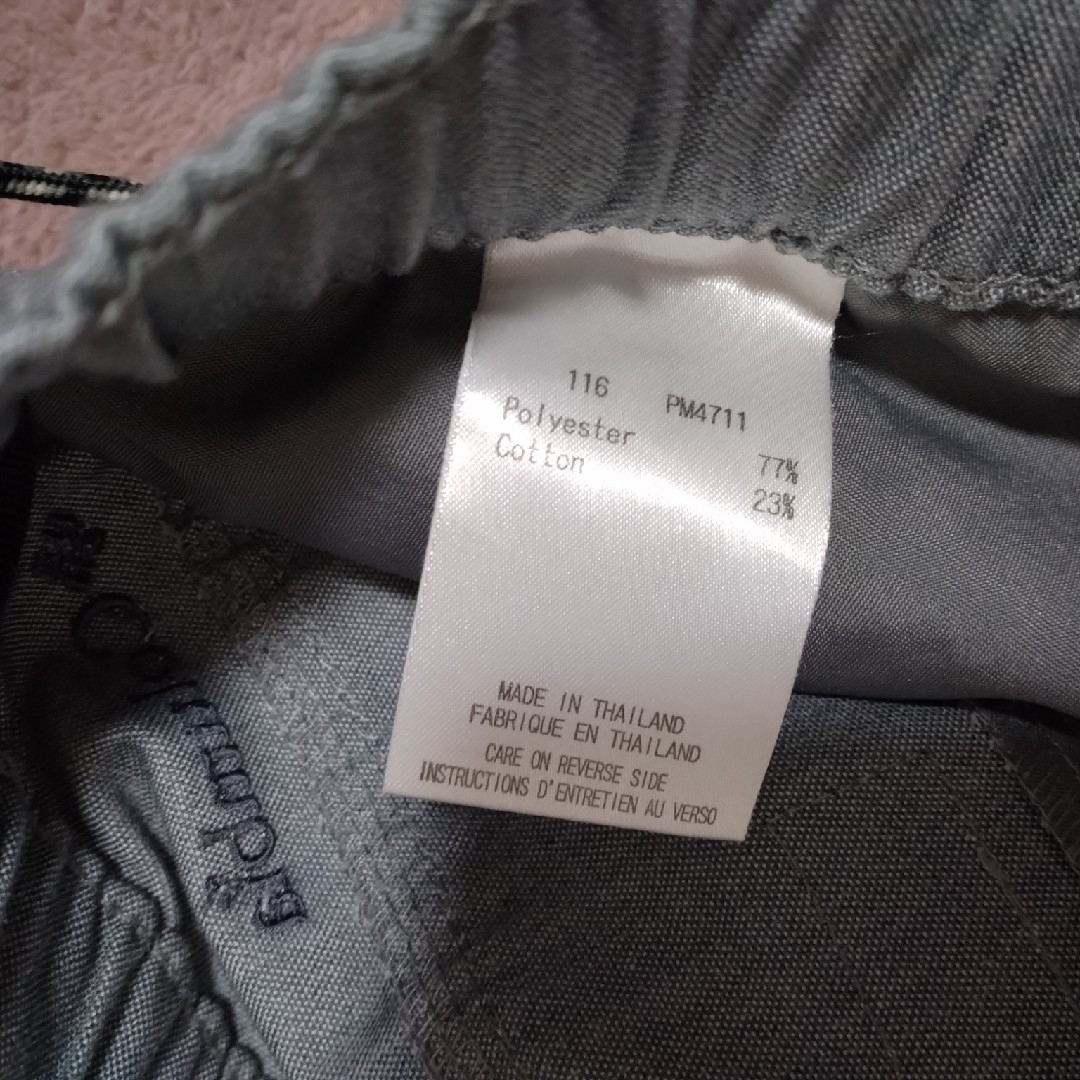 116 PM4711
Polyester 77%
Cotton 23%
MADE IN THAILAND
FABRIQUE EN THAILAND
CARE ON REVERSE SIDE
INSTRUCTIONS D'ENTRETIEN AU VERSO